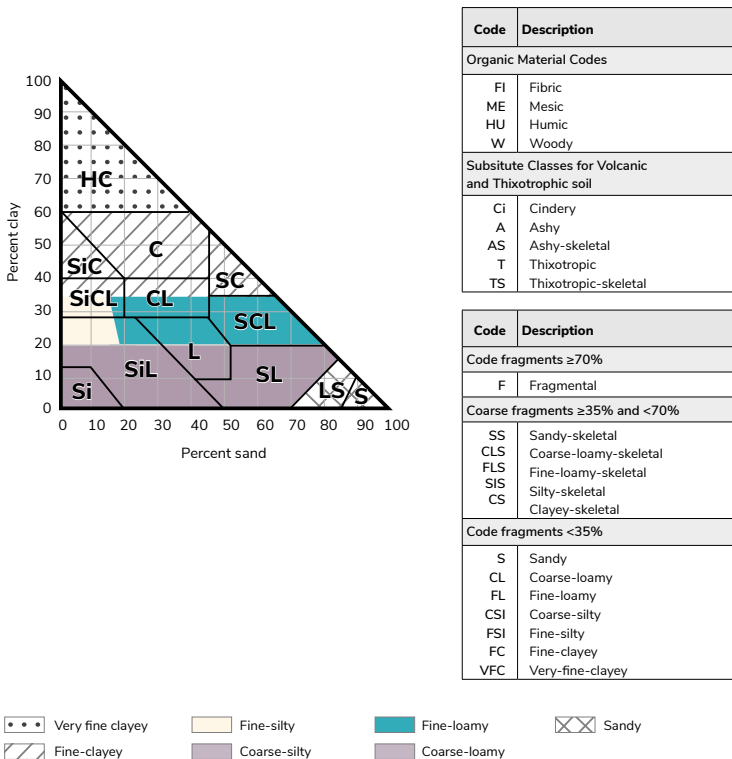 Percent clay
100
90
80
70
60
50
40
30
20
10
0
HC
C
SiC
SC
SiCL
CL
SCL
L
SiL
SL
Si
LS
S
0
10
20
30
40
50
60
70
80
90
100
Percent sand
Code Description
Organic Material Codes
FI Fibric
ME Mesic
HU Humic
W Woody
Subsitute Classes for Volcanic
and Thixotrophic soil
Ci Cindery
A Ashy
AS Ashy-skeletal
T Thixotropic
TS Thixotropic-skeletal
Code Description
Code fragments ≥70%
F Fragmental
Coarse fragments ≥35% and <70%
SS Sandy-skeletal
CLS Coarse-loamy-skeletal
FLS Fine-loamy-skeletal
SIS Silty-skeletal
CS Clayey-skeletal
Code fragments <35%
S Sandy
CL Coarse-loamy
FL Fine-loamy
CSI Coarse-silty
FSI Fine-silty
FC Fine-clayey
VFC Very-fine-clayey
Very fine clayey
Fine-silty
Fine-loamy
Sandy
Fine-clayey
Coarse-silty
Coarse-loamy